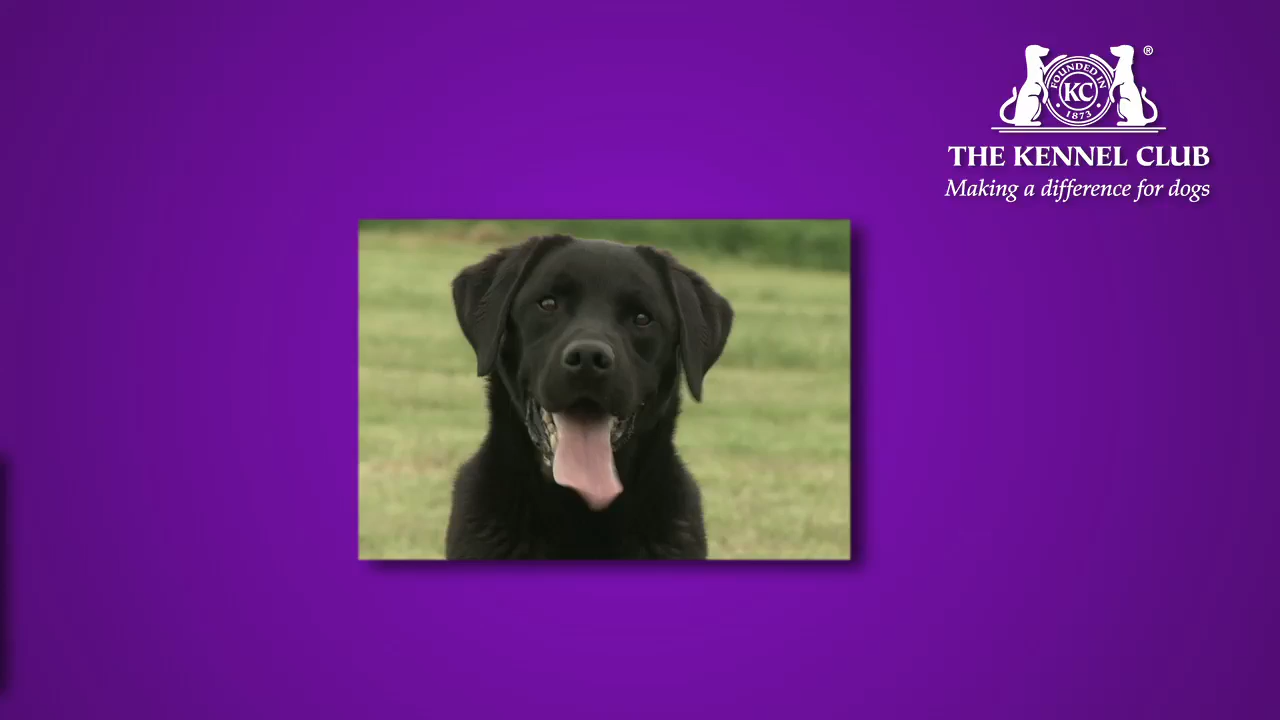 ®
FOUNDED IN
KC
1873
THE KENNEL CLUB
Making a difference for dogs